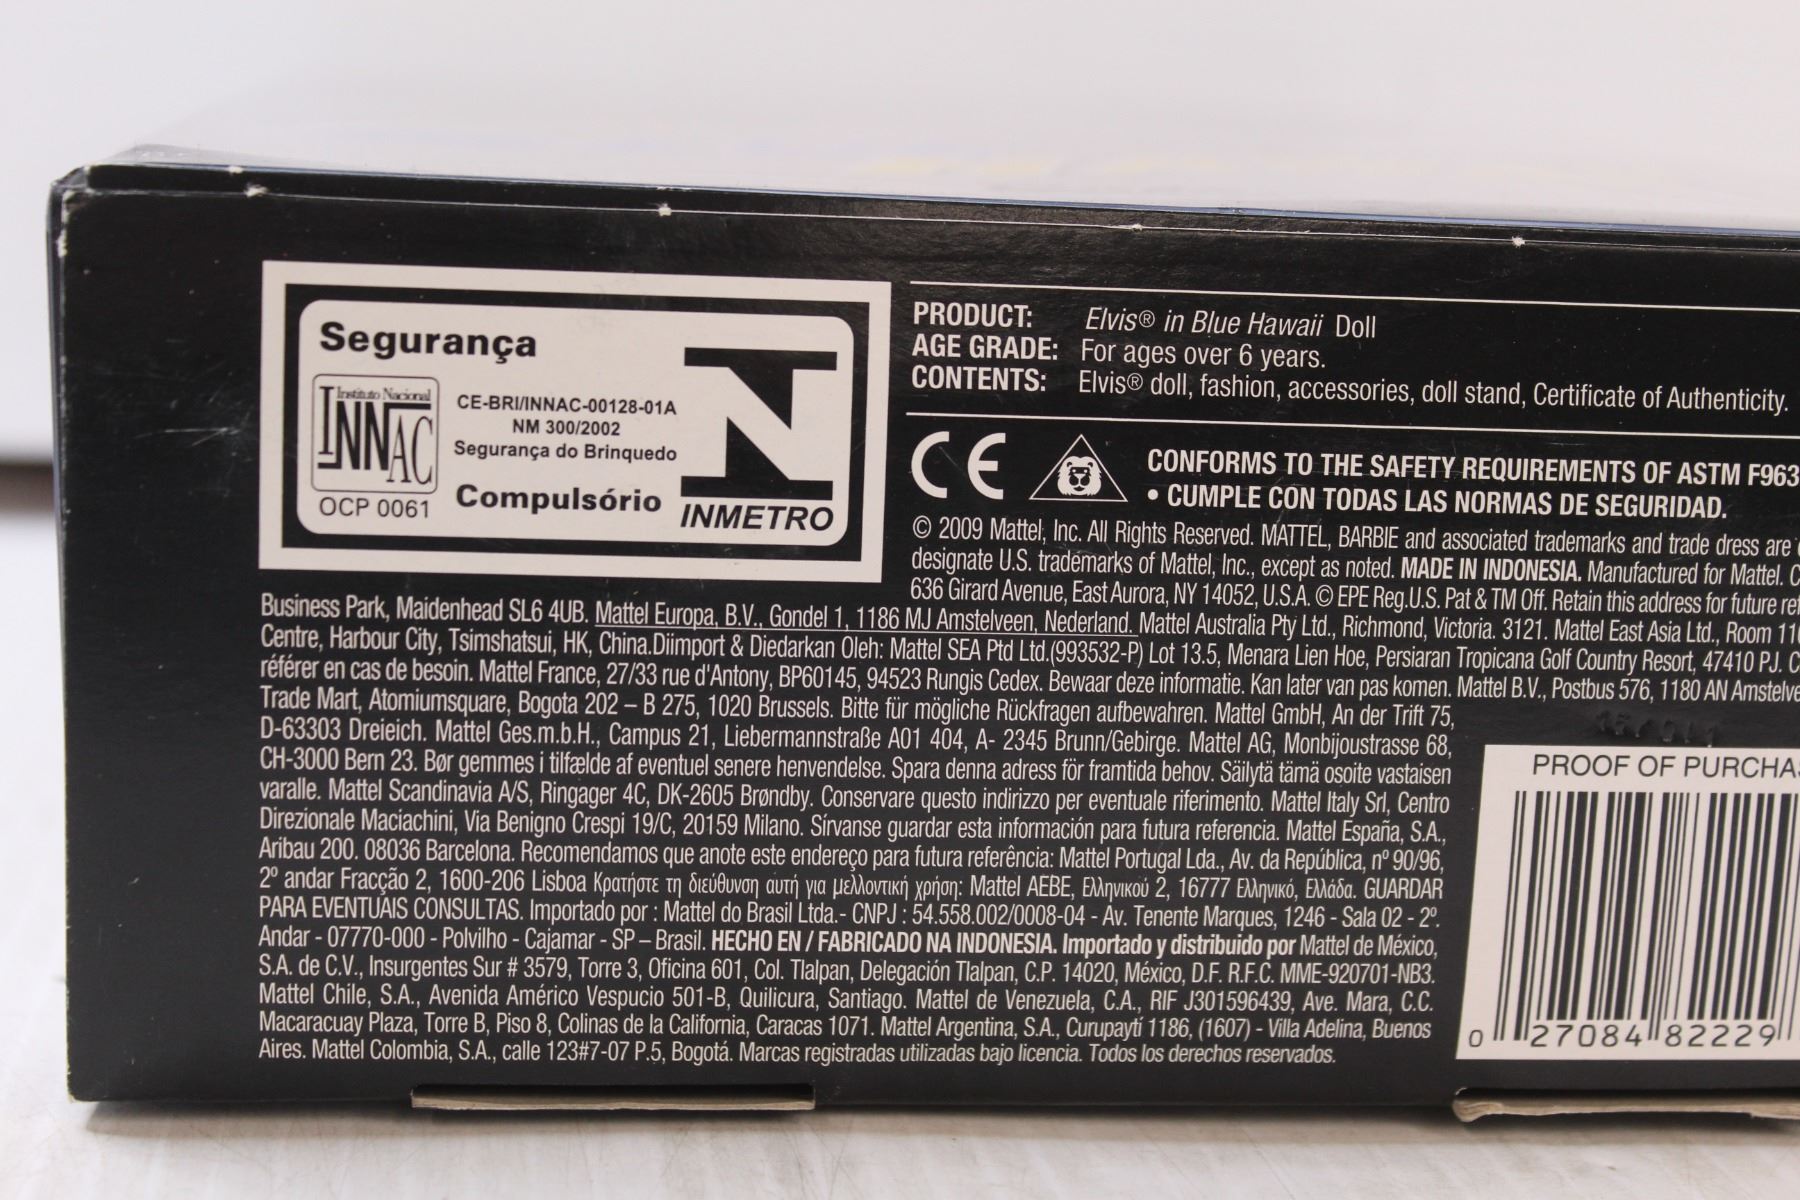 Segurança
Instituto Nacional
INNAC
OCP 0061
CE-BRI/INNAC-00128-01A
NM 300/2002
Segurança do Brinquedo
Compulsório
INMETRO
PRODUCT: Elvis® in Blue Hawaii Doll
AGE GRADE: For ages over 6 years.
CONTENTS: Elvis® doll, fashion, accessories, doll stand, Certificate of Authenticity.
CE
CONFORMS TO THE SAFETY REQUIREMENTS OF ASTM F963
• CUMPLE CON TODAS LAS NORMAS DE SEGURIDAD.
© 2009 Mattel, Inc. All Rights Reserved. MATTEL, BARBIE and associated trademarks and trade dress are
designate U.S. trademarks of Mattel, Inc., except as noted. MADE IN INDONESIA. Manufactured for Mattel.
636 Girard Avenue, East Aurora, NY 14052, U.S.A. © EPE Reg.U.S. Pat & TM Off. Retain this address for future
Business Park, Maidenhead SL6 4UB. Mattel Europa, B.V., Gondel 1, 1186 MJ Amstelveen, Nederland. Mattel Australia Pty Ltd., Richmond, Victoria. 3121. Mattel East Asia Ltd., Room
Centre, Harbour City, Tsimshatsui, HK, China.Diimport & Diedarkan Oleh: Mattel SEA Ptd Ltd.(993532-P) Lot 13.5, Menara Lien Hoe, Persiaran Tropicana Golf Country Resort, 47410 P.J.
référer en cas de besoin. Mattel France, 27/33 rue d'Antony, BP60145, 94523 Rungis Cedex. Bewaar deze informatie. Kan later van pas komen. Mattel B.V., Postbus 576, 1180 AN
Trade Mart, Atomiumsquare, Bogota 202 – B 275, 1020 Brussels. Bitte für mögliche Rückfragen aufbewahren. Mattel GmbH, An der Trift 75,
D-63303 Dreieich. Mattel Ges.m.b.H., Campus 21, Liebermannstraße A01 404, A- 2345 Brunn/Gebirge. Mattel AG, Monbijoustrasse 68,
CH-3000 Bern 23. Bør gemmes i tilfælde af eventuel senere henvendelse. Spara denna adress för framtida behov. Säilytä tämä osoite vastaisen
varalle. Mattel Scandinavia A/S, Ringager 4C, DK-2605 Brøndby. Conservare questo indirizzo per eventuale riferimento. Mattel Italy Srl, Centro
Direzionale Maciachini, Via Benigno Crespi 19/C, 20159 Milano. Sírvanse guardar esta información para futura referencia. Mattel España, S.A.,
Aribau 200. 08036 Barcelona. Recomendamos que anote este endereço para futura referência: Mattel Portugal Lda., Av. da República, nº 90/96,
2º andar Fracção 2, 1600-206 Lisboa Κρατήστε τη διεύθυνση αυτή για μελλοντική χρήση: Mattel AEBE, Ελληνικού 2, 16777 Ελληνικό, Ελλάδα. GUARDAR
PARA EVENTUAIS CONSULTAS. Importado por : Mattel do Brasil Ltda.- CNPJ : 54.558.002/0008-04 - Av. Tenente Marques, 1246 - Sala 02 - 2º.
Andar - 07770-000 - Polvilho - Cajamar - SP – Brasil. HECHO EN / FABRICADO NA INDONESIA. Importado y distribuido por Mattel de México,
S.A. de C.V., Insurgentes Sur # 3579, Torre 3, Oficina 601, Col. Tlalpan, Delegación Tlalpan, C.P. 14020, México, D.F. R.F.C. MME-920701-NB3.
Mattel Chile, S.A., Avenida Américo Vespucio 501-B, Quilicura, Santiago. Mattel de Venezuela, C.A., RIF J301596439, Ave. Mara, C.C.
Macaracuay Plaza, Torre B, Piso 8, Colinas de la California, Caracas 1071. Mattel Argentina, S.A., Curupaytí 1186, (1607) - Villa Adelina, Buenos
Aires. Mattel Colombia, S.A., calle 123#7-07 P.5, Bogotá. Marcas registradas utilizadas bajo licencia. Todos los derechos reservados.
PROOF OF PURCHA
0 27084 82229